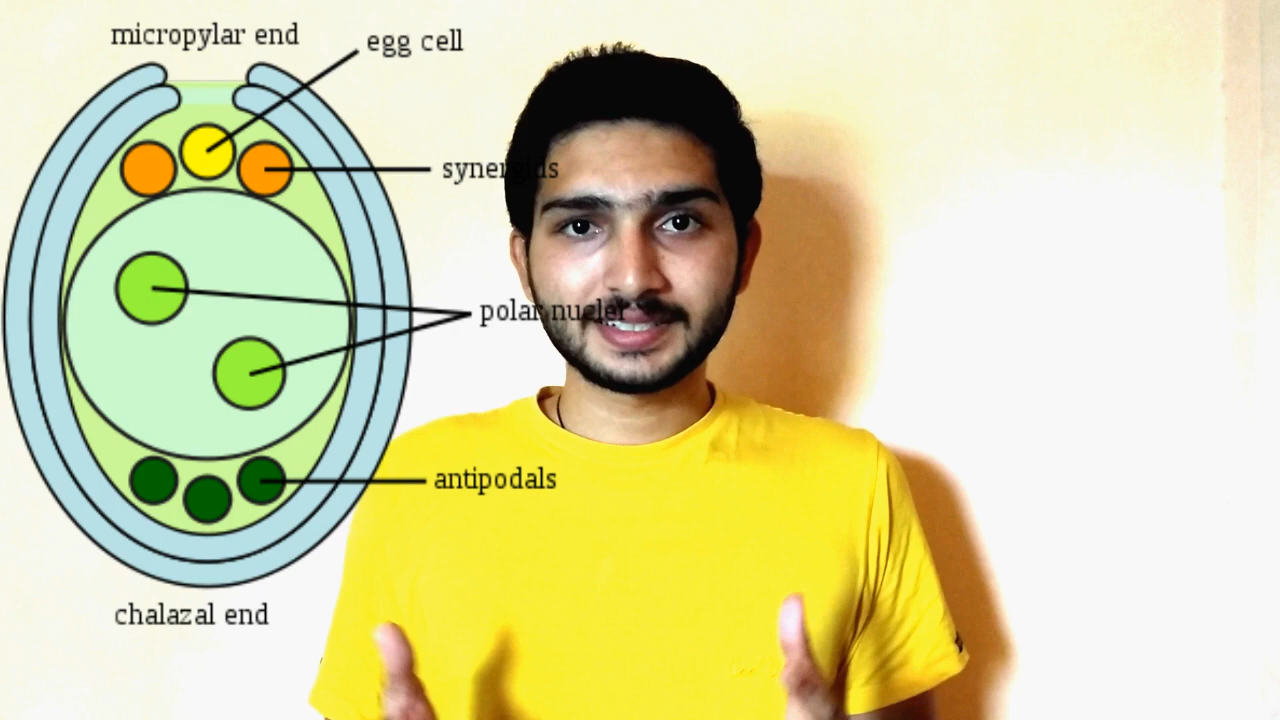 micropylar end
egg cell
synergids
polar nuclei
antipodals
chalazal end